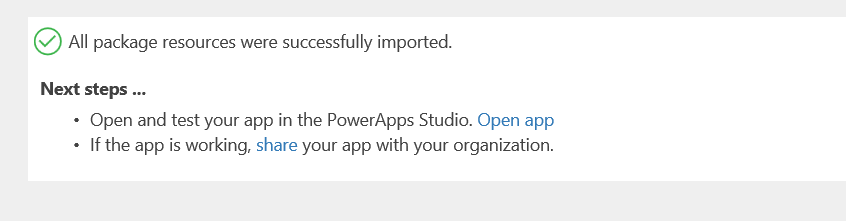 All package resources were successfully imported.
Next steps ...
• Open and test your app in the PowerApps Studio. Open app
• If the app is working, share your app with your organization.